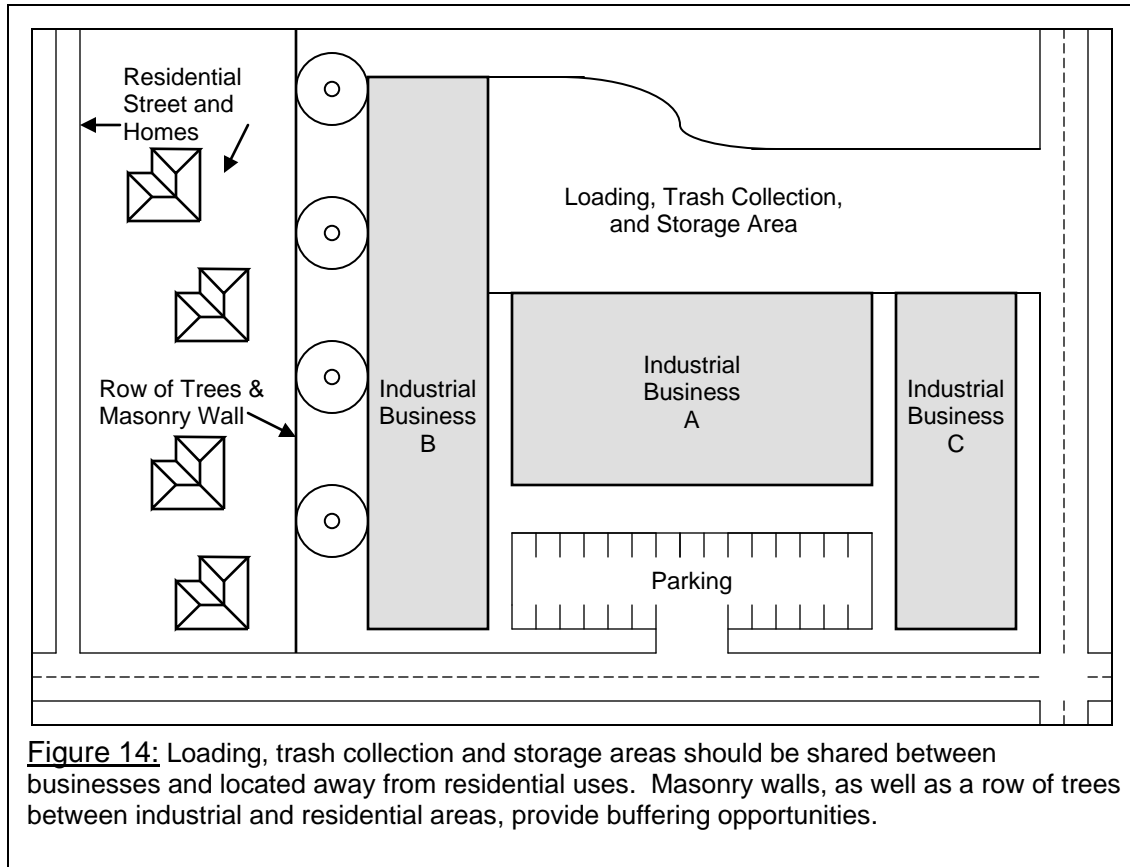 Residential
Street and
Homes
Loading, Trash Collection,
and Storage Area
Row of Trees &
Masonry Wall
Industrial
Business
B
Industrial
Business
A
Industrial
Business
C
Parking
Figure 14: Loading, trash collection and storage areas should be shared between
businesses and located away from residential uses.  Masonry walls, as well as a row of trees
between industrial and residential areas, provide buffering opportunities.